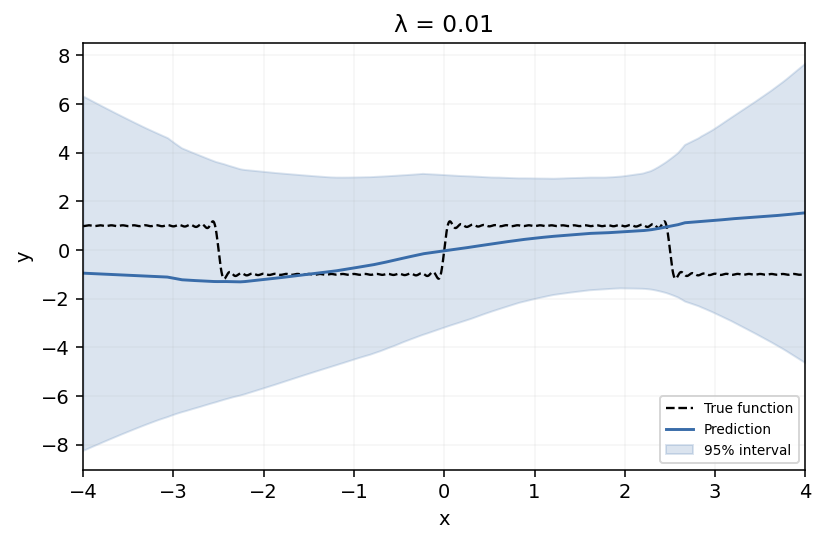 λ = 0.01
8
6
4
2
0
−2
−4
−6
−8
y
−4 −3 −2 −1 0 1 2 3 4
x
True function
Prediction
95% interval